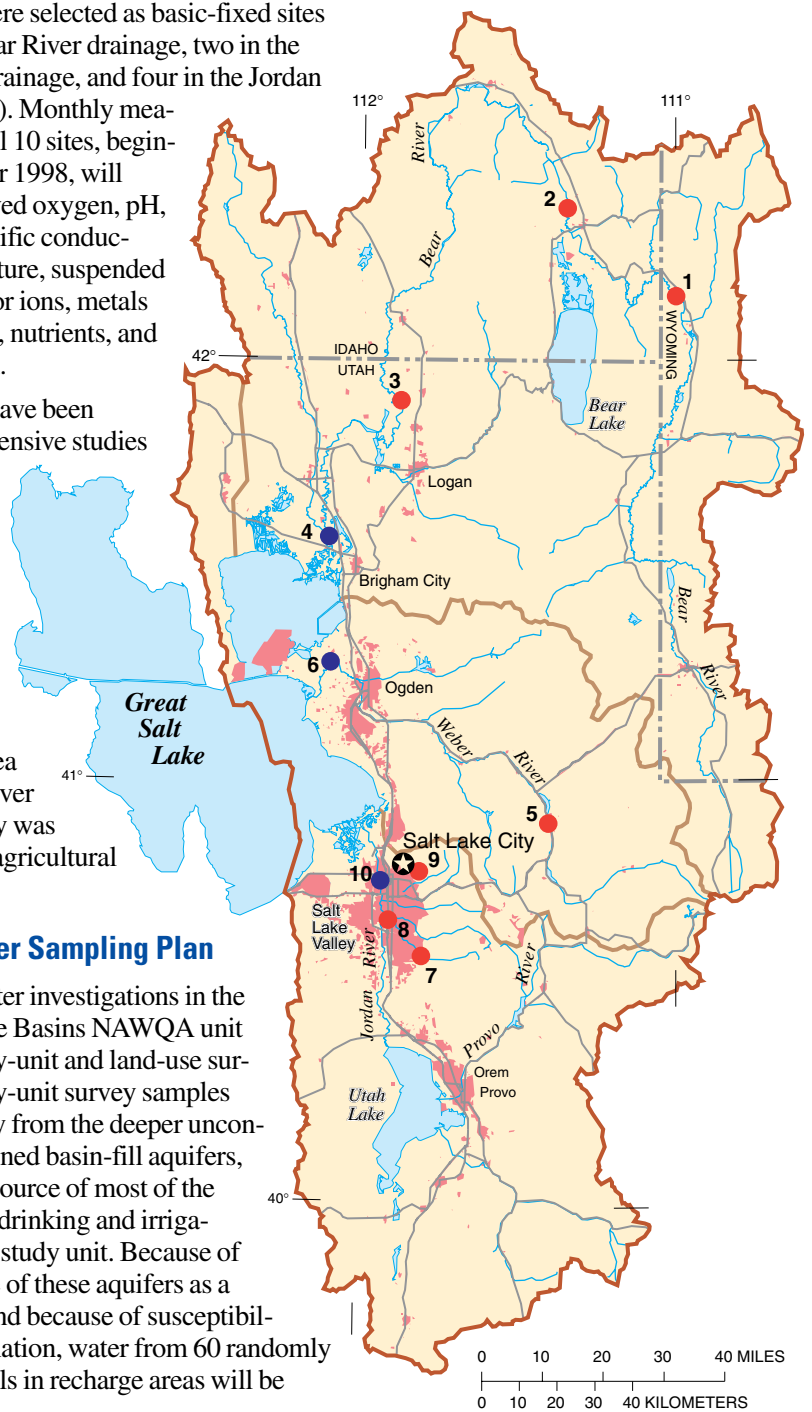 ere selected as basic-fixed sites
ar River drainage, two in the
rainage, and four in the Jordan
). Monthly mea-
l 10 sites, begin-
r 1998, will
ved oxygen, pH,
ific conduc-
ture, suspended
or ions, metals
, nutrients, and
.
ave been
ensive studies
ea
ver
y was
agricultural
er Sampling Plan
ter investigations in the
e Basins NAWQA unit
y-unit and land-use sur-
y-unit survey samples
y from the deeper uncon-
ned basin-fill aquifers,
ource of most of the
drinking and irriga-
study unit. Because of
of these aquifers as a
nd because of susceptibil-
nation, water from 60 randomly
ls in recharge areas will be
112°
111°
River
Bear
2
1
WYOMING
42°
IDAHO
UTAH
3
Bear
Lake
Logan
4
Brigham City
Bear
River
6
Ogden
Great
Salt
Lake
Weber
River
41°
5
Salt Lake City
9
10
Salt
Lake
Valley
8
7
Jordan
River
Provo
River
Orem
Provo
Utah
Lake
40°
0 10 20 30 40 MILES
0 10 20 30 40 KILOMETERS